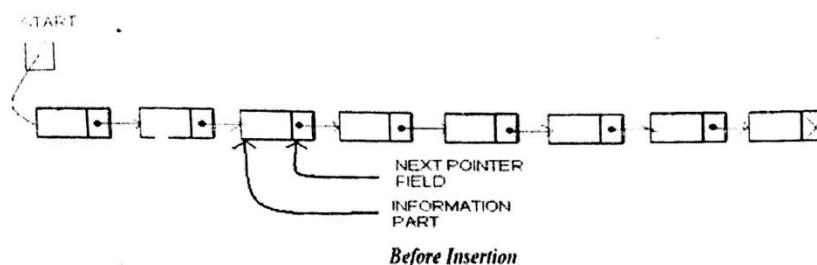 START
NEXT POINTER
FIELD
INFORMATION
PART
Before Insertion